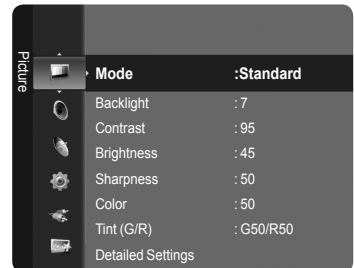 Picture
Mode :Standard
Backlight : 7
Contrast : 95
Brightness : 45
Sharpness : 50
Color : 50
Tint (G/R) : G50/R50
Detailed Settings